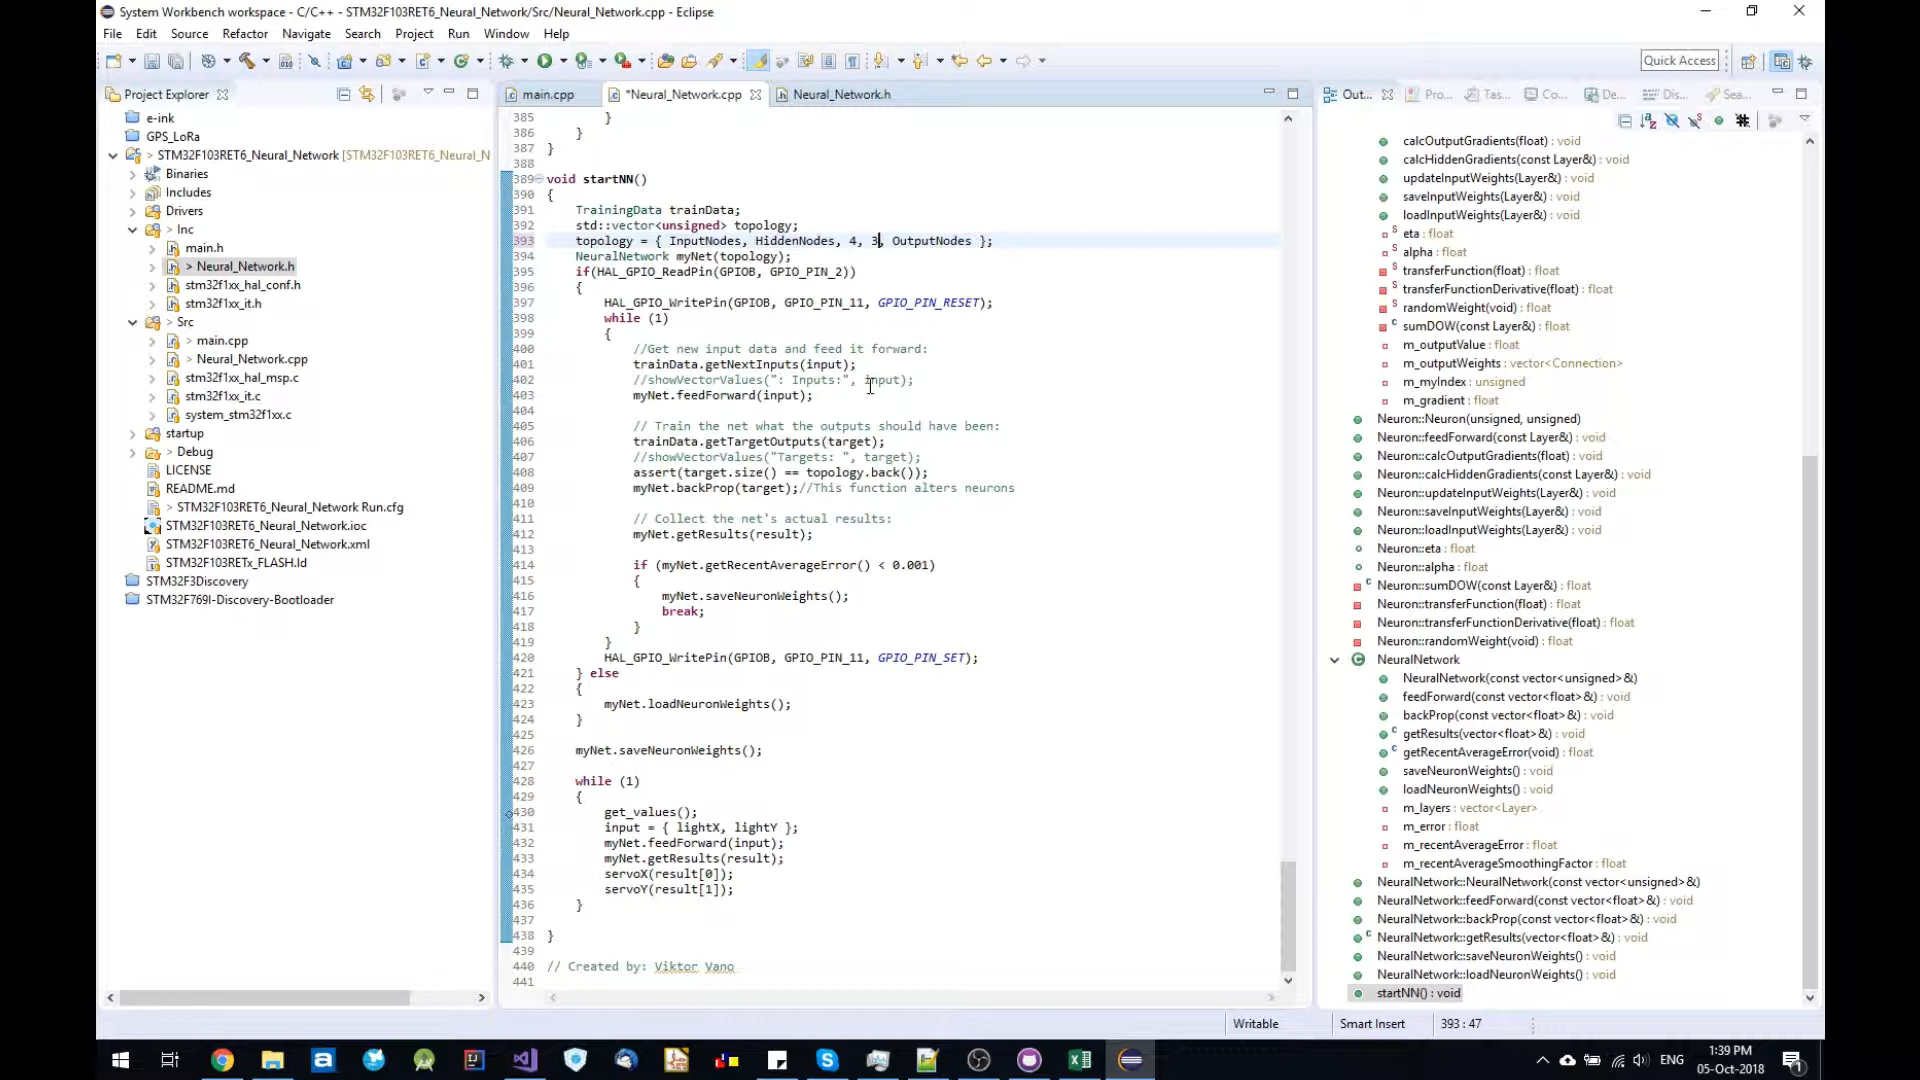 System Workbench workspace - C/C++ - STM32F103RET6_Neural_Network/Src/Neural_Network.cpp - Eclipse
File Edit Source Refactor Navigate Search Project Run Window Help
Quick Access
Project Explorer
main.cpp *Neural_Network.cpp Neural_Network.h
Out... Pro... Tas... Co... De... Dis... Sea...
e-ink
GPS_LoRa
> STM32F103RET6_Neural_Network [STM32F103RET6_Neural_N
Binaries
Includes
Drivers
> Inc
main.h
> Neural_Network.h
stm32f1xx_hal_conf.h
stm32f1xx_it.h
> Src
> main.cpp
> Neural_Network.cpp
stm32f1xx_hal_msp.c
stm32f1xx_it.c
system_stm32f1xx.c
startup
> Debug
LICENSE
README.md
> STM32F103RET6_Neural_Network Run.cfg
STM32F103RET6_Neural_Network.ioc
STM32F103RET6_Neural_Network.xml
STM32F103RETx_FLASH.ld
STM32F3Discovery
STM32F769I-Discovery-Bootloader
385 }
386 }
387 }
388
389 void startNN()
390 {
391 TrainingData trainData;
392 std::vector<unsigned> topology;
393 topology = { InputNodes, HiddenNodes, 4, 3, OutputNodes };
394 NeuralNetwork myNet(topology);
395 if(HAL_GPIO_ReadPin(GPIOB, GPIO_PIN_2))
396 {
397 HAL_GPIO_WritePin(GPIOB, GPIO_PIN_11, GPIO_PIN_RESET);
398 while (1)
399 {
400 //Get new input data and feed it forward:
401 trainData.getNextInputs(input);
402 //showVectorValues(": Inputs:", input);
403 myNet.feedForward(input);
404
405 // Train the net what the outputs should have been:
406 trainData.getTargetOutputs(target);
407 //showVectorValues("Targets: ", target);
408 assert(target.size() == topology.back());
409 myNet.backProp(target);//This function alters neurons
410
411 // Collect the net's actual results:
412 myNet.getResults(result);
413
414 if (myNet.getRecentAverageError() < 0.001)
415 {
416 myNet.saveNeuronWeights();
417 break;
418 }
419 }
420 HAL_GPIO_WritePin(GPIOB, GPIO_PIN_11, GPIO_PIN_SET);
421 } else
422 {
423 myNet.loadNeuronWeights();
424 }
425
426 myNet.saveNeuronWeights();
427
428 while (1)
429 {
430 get_values();
431 input = { lightX, lightY };
432 myNet.feedForward(input);
433 myNet.getResults(result);
434 servoX(result[0]);
435 servoY(result[1]);
436 }
437
438 }
439
440 // Created by: Viktor Vano
441
calcOutputGradients(float) : void
calcHiddenGradients(const Layer&) : void
updateInputWeights(Layer&) : void
saveInputWeights(Layer&) : void
loadInputWeights(Layer&) : void
S eta : float
S alpha : float
S transferFunction(float) : float
S transferFunctionDerivative(float) : float
S randomWeight(void) : float
C sumDOW(const Layer&) : float
m_outputValue : float
m_outputWeights : vector<Connection>
m_myIndex : unsigned
m_gradient : float
Neuron::Neuron(unsigned, unsigned)
Neuron::feedForward(const Layer&) : void
Neuron::calcOutputGradients(float) : void
Neuron::calcHiddenGradients(const Layer&) : void
Neuron::updateInputWeights(Layer&) : void
Neuron::saveInputWeights(Layer&) : void
Neuron::loadInputWeights(Layer&) : void
Neuron::eta : float
Neuron::alpha : float
C Neuron::sumDOW(const Layer&) : float
Neuron::transferFunction(float) : float
Neuron::transferFunctionDerivative(float) : float
Neuron::randomWeight(void) : float
C NeuralNetwork
NeuralNetwork(const vector<unsigned>&)
feedForward(const vector<float>&) : void
backProp(const vector<float>&) : void
C getResults(vector<float>&) : void
C getRecentAverageError(void) : float
saveNeuronWeights() : void
loadNeuronWeights() : void
m_layers : vector<Layer>
m_error : float
m_recentAverageError : float
m_recentAverageSmoothingFactor : float
NeuralNetwork::NeuralNetwork(const vector<unsigned>&)
NeuralNetwork::feedForward(const vector<float>&) : void
NeuralNetwork::backProp(const vector<float>&) : void
C NeuralNetwork::getResults(vector<float>&) : void
NeuralNetwork::saveNeuronWeights() : void
NeuralNetwork::loadNeuronWeights() : void
startNN() : void
Writable Smart Insert 393 : 47
ENG
1:39 PM
05-Oct-2018